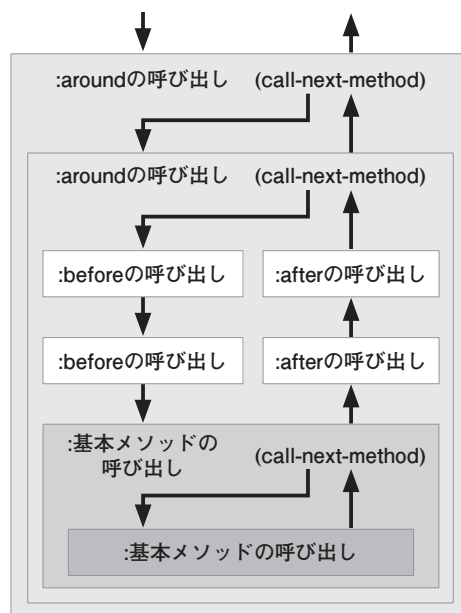 :aroundの呼び出し (call-next-method)
:aroundの呼び出し (call-next-method)
:beforeの呼び出し :afterの呼び出し
:beforeの呼び出し :afterの呼び出し
:基本メソッドの
呼び出し (call-next-method)
:基本メソッドの呼び出し